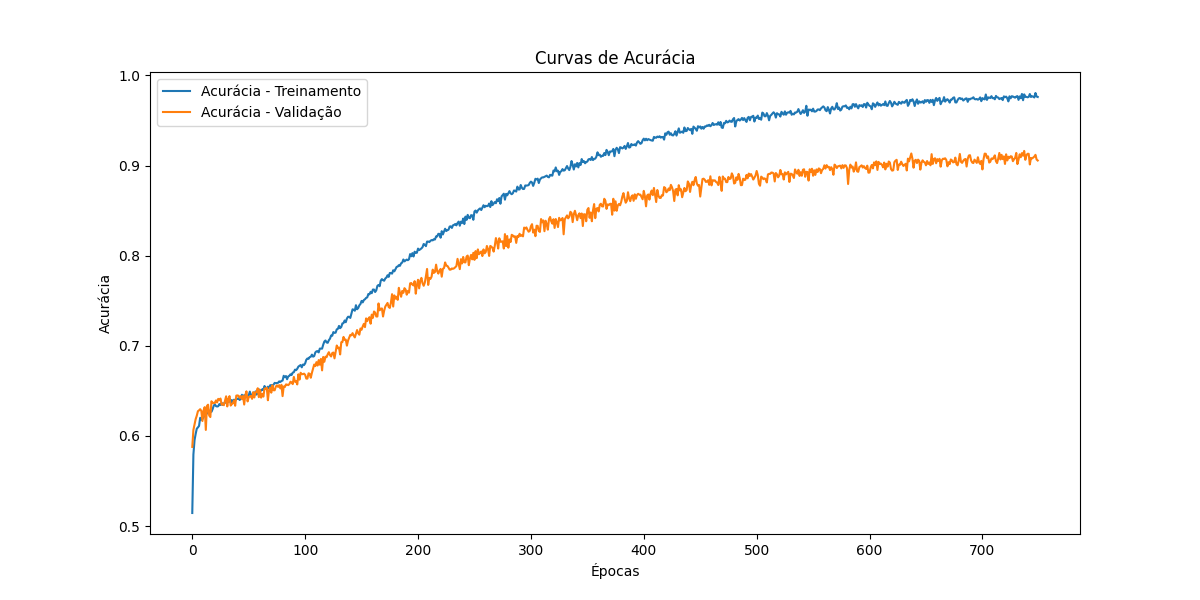 Curvas de Acurácia
Acurácia - Treinamento
Acurácia - Validação
Acurácia
1.0
0.9
0.8
0.7
0.6
0.5
0 100 200 300 400 500 600 700
Épocas